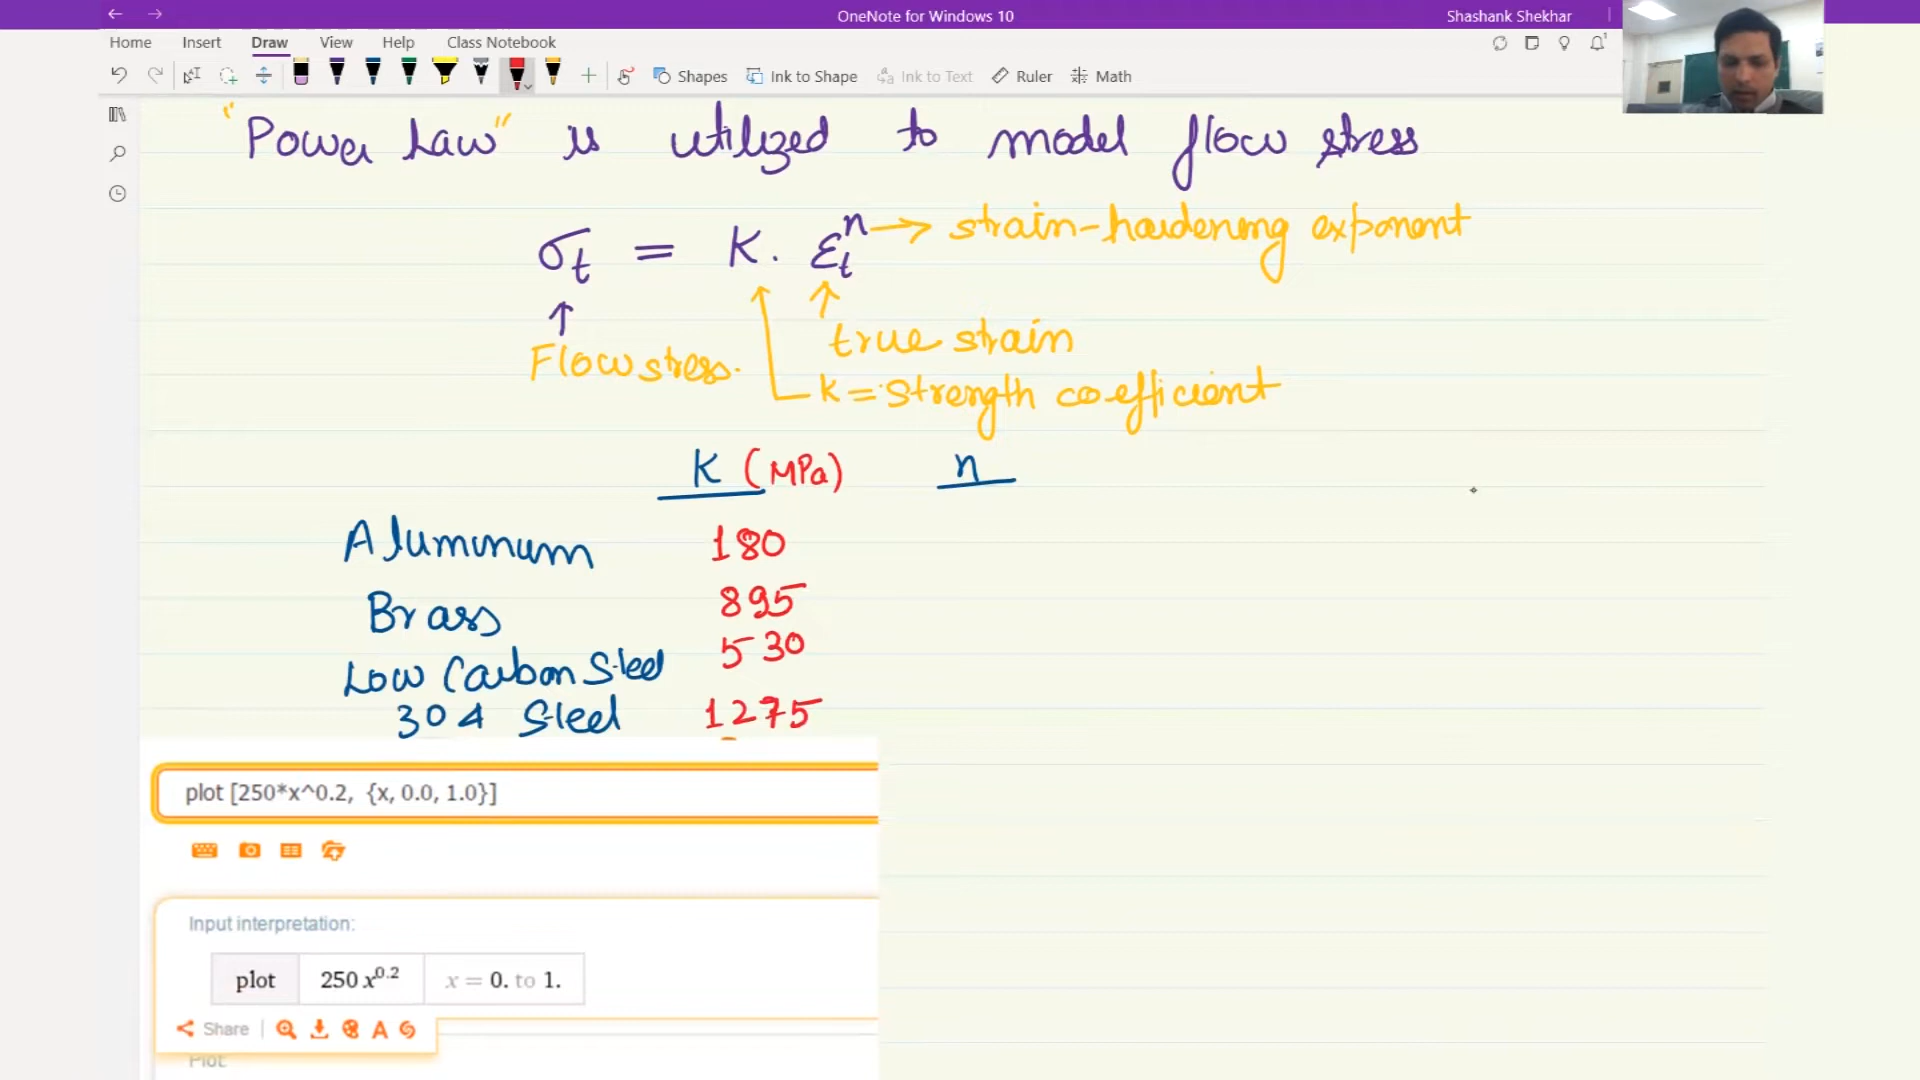 OneNote for Windows 10
Shashank Shekhar
Home Insert Draw View Help Class Notebook
Shapes Ink to Shape Ink to Text Ruler Math
"Power Law" is utilized to model flow stress
σt = K. εt^n → strain-hardening exponent
↑ Flow stress.
↑ true strain
k = Strength coefficient
K (MPa) n
Aluminum 180
Brass 895
Low Carbon Steel 530
304 Steel 1275
plot [250*x^0.2, {x, 0.0, 1.0}]
Input interpretation:
plot 250 x^0.2 x = 0. to 1.
Share
Plot: